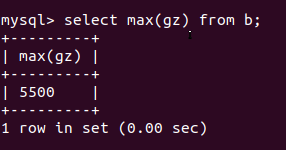 mysql> select max(gz) from b;
+---------+
| max(gz) |
+---------+
| 5500    |
+---------+
1 row in set (0.00 sec)